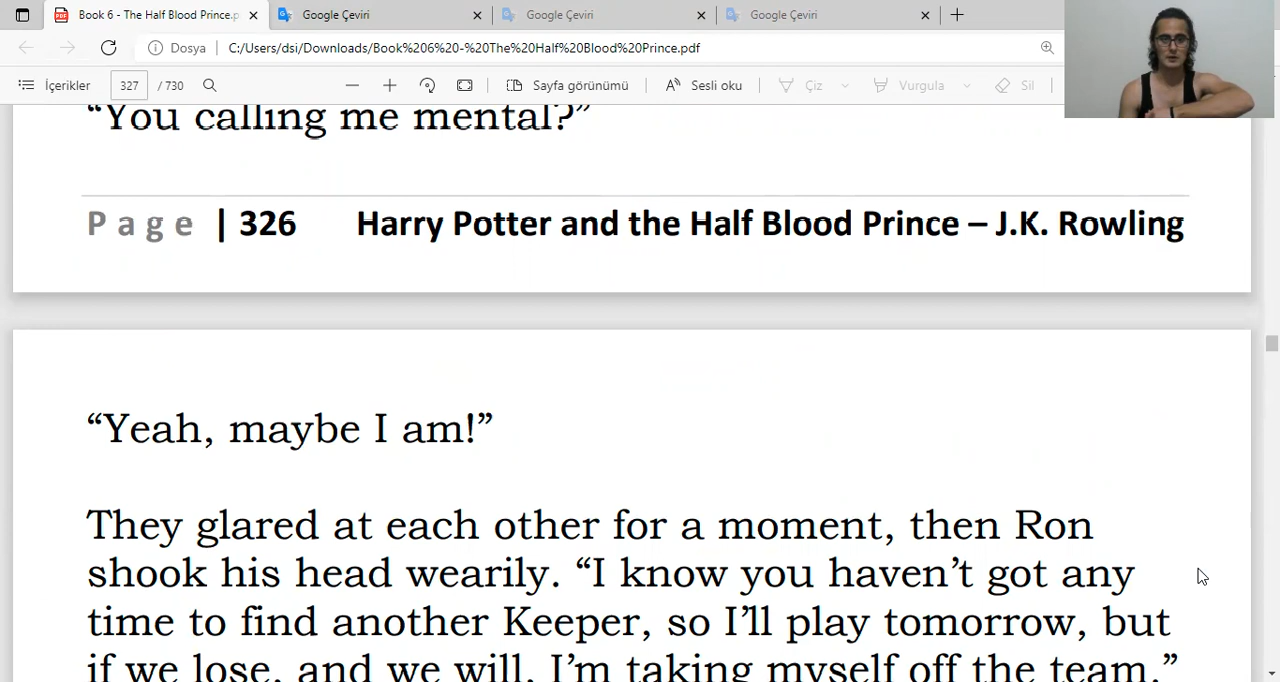 Book 6 - The Half Blood Prince.p
Google Çeviri
Google Çeviri
Google Çeviri
Dosya
C:/Users/dsi/Downloads/Book%206%20-%20The%20Half%20Blood%20Prince.pdf
İçerikler
327
/ 730
Sayfa görünümü
Sesli oku
Çiz
Vurgula
Sil
“You calling me mental?”
Page | 326
Harry Potter and the Half Blood Prince – J.K. Rowling
“Yeah, maybe I am!”
They glared at each other for a moment, then Ron
shook his head wearily. “I know you haven’t got any
time to find another Keeper, so I’ll play tomorrow, but
if we lose, and we will, I’m taking myself off the team.”